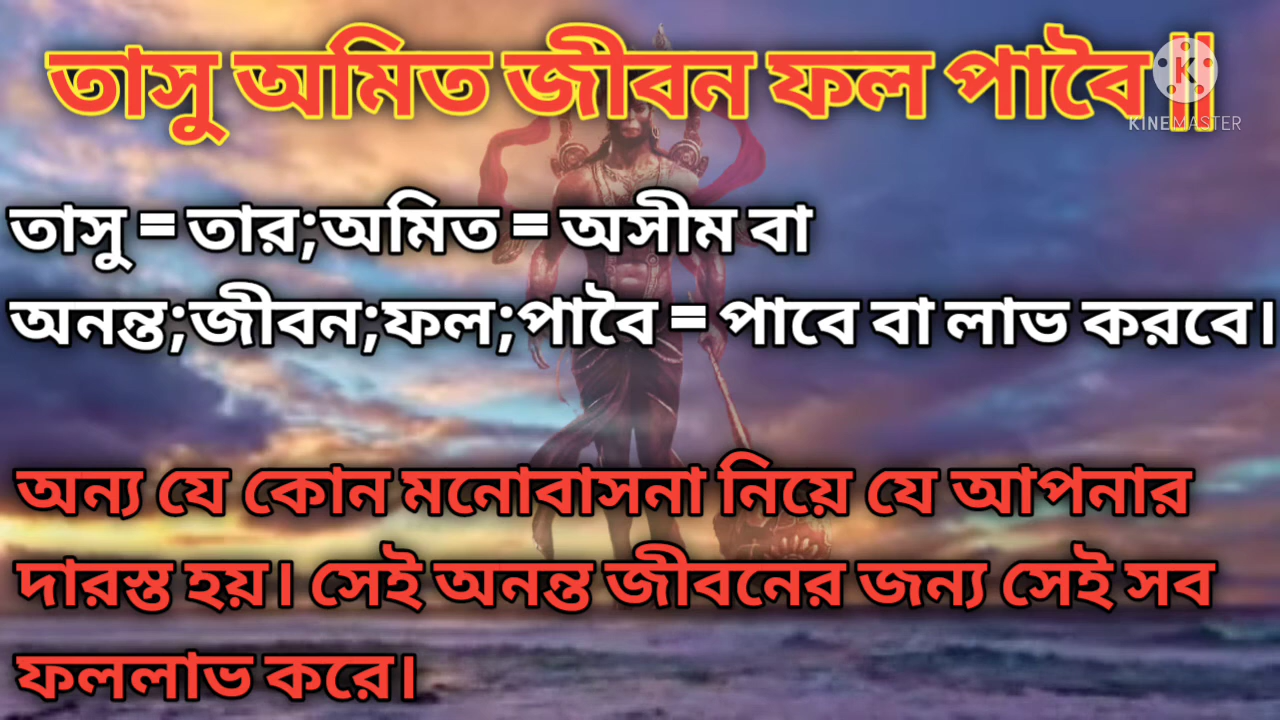 তাসু অমিত জীবন ফল পাবৈ॥
KINEMASTER
তাসু = তার;অমিত = অসীম বা
অনন্ত;জীবন;ফল;পাবৈ = পাবে বা লাভ করবে।
অন্য যে কোন মনোবাসনা নিয়ে যে আপনার
দারস্ত হয়। সেই অনন্ত জীবনের জন্য সেই সব
ফললাভ করে।